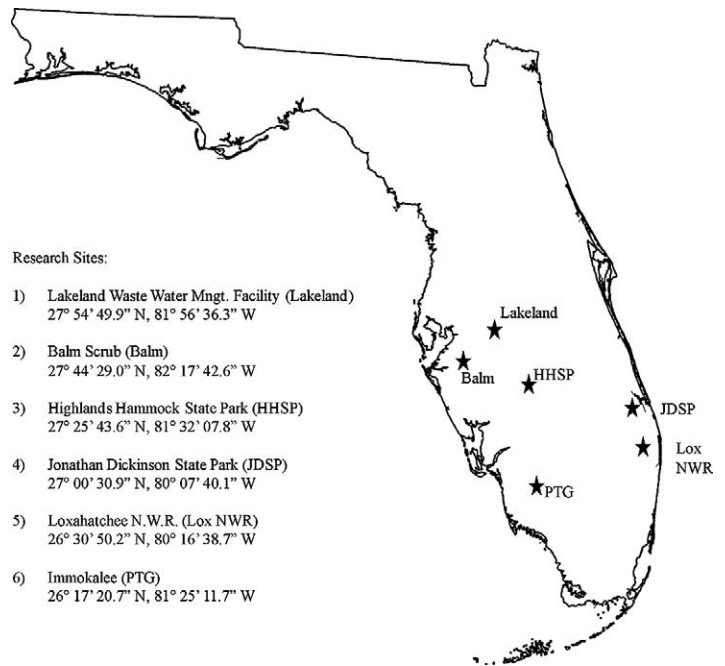 Research Sites:
1) Lakeland Waste Water Mngt. Facility (Lakeland)
27° 54’ 49.9” N, 81° 56’ 36.3” W
2) Balm Scrub (Balm)
27° 44’ 29.0” N, 82° 17’ 42.6” W
3) Highlands Hammock State Park (HHSP)
27° 25’ 43.6” N, 81° 32’ 07.8” W
4) Jonathan Dickinson State Park (JDSP)
27° 00’ 30.9” N, 80° 07’ 40.1” W
5) Loxahatchee N.W.R. (Lox NWR)
26° 30’ 50.2” N, 80° 16’ 38.7” W
6) Immokalee (PTG)
26° 17’ 20.7” N, 81° 25’ 11.7” W
Lakeland
Balm
HHSP
JDSP
Lox
NWR
PTG